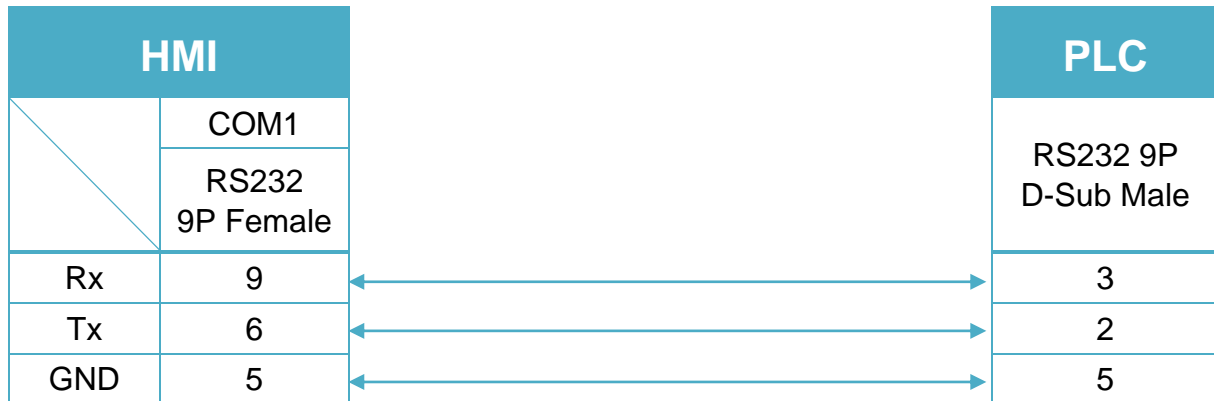 HMI
PLC
COM1
RS232
9P Female
RS232 9P
D-Sub Male
Rx 9 3
Tx 6 2
GND 5 5